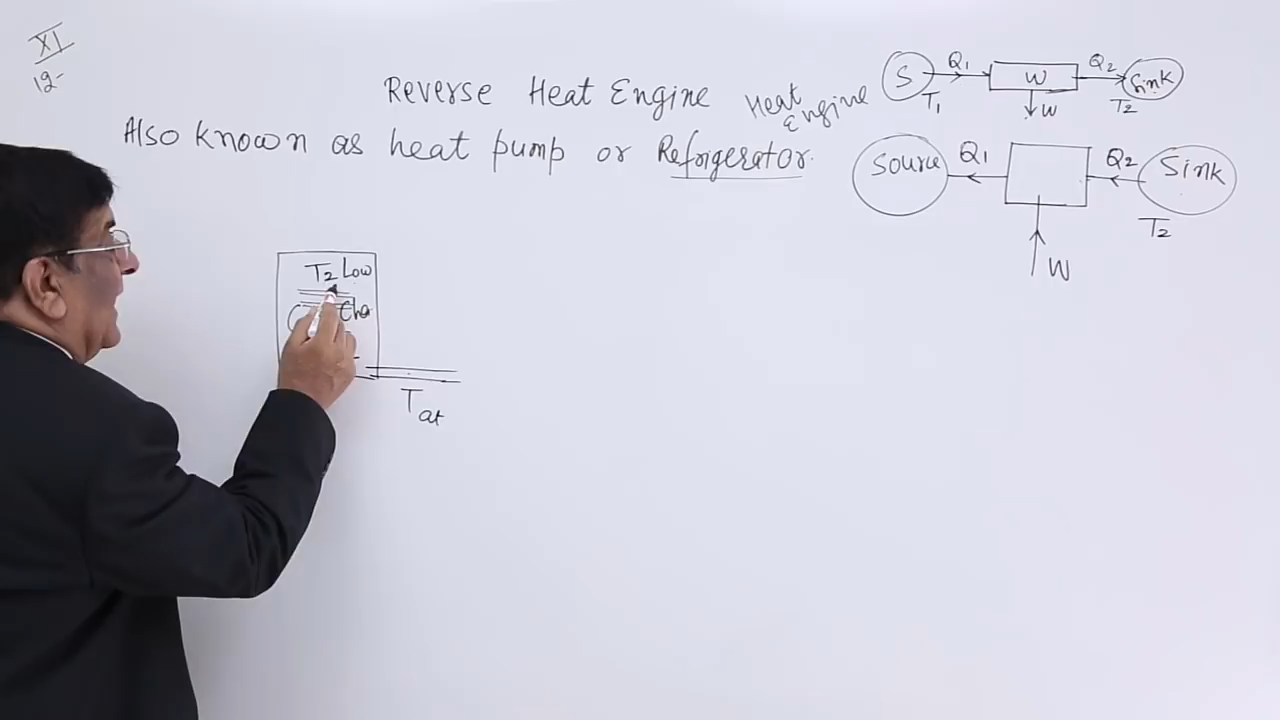 XI
12-
Reverse Heat Engine
Also known as heat pump or Refrigerator.
Heat Engine
S Q1 W Q2 Sink
T1 W T2
Source Q1 Q2 Sink
T2
W
T2 Low
Tat